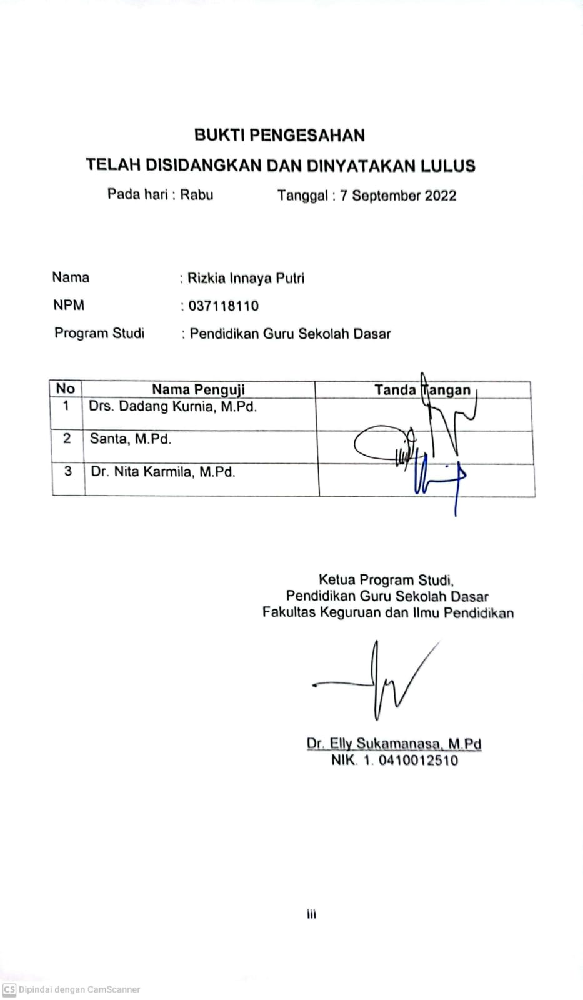 BUKTI PENGESAHAN
TELAH DISIDANGKAN DAN DINYATAKAN LULUS
Pada hari : Rabu Tanggal : 7 September 2022
Nama : Rizkia Innaya Putri
NPM : 037118110
Program Studi : Pendidikan Guru Sekolah Dasar
No Nama Penguji Tanda Tangan
1 Drs. Dadang Kurnia, M.Pd.
2 Santa, M.Pd.
3 Dr. Nita Karmila, M.Pd.
Ketua Program Studi,
Pendidikan Guru Sekolah Dasar
Fakultas Keguruan dan Ilmu Pendidikan
Dr. Elly Sukamanasa, M.Pd
NIK. 1. 0410012510
iii
CS Dipindai dengan CamScanner